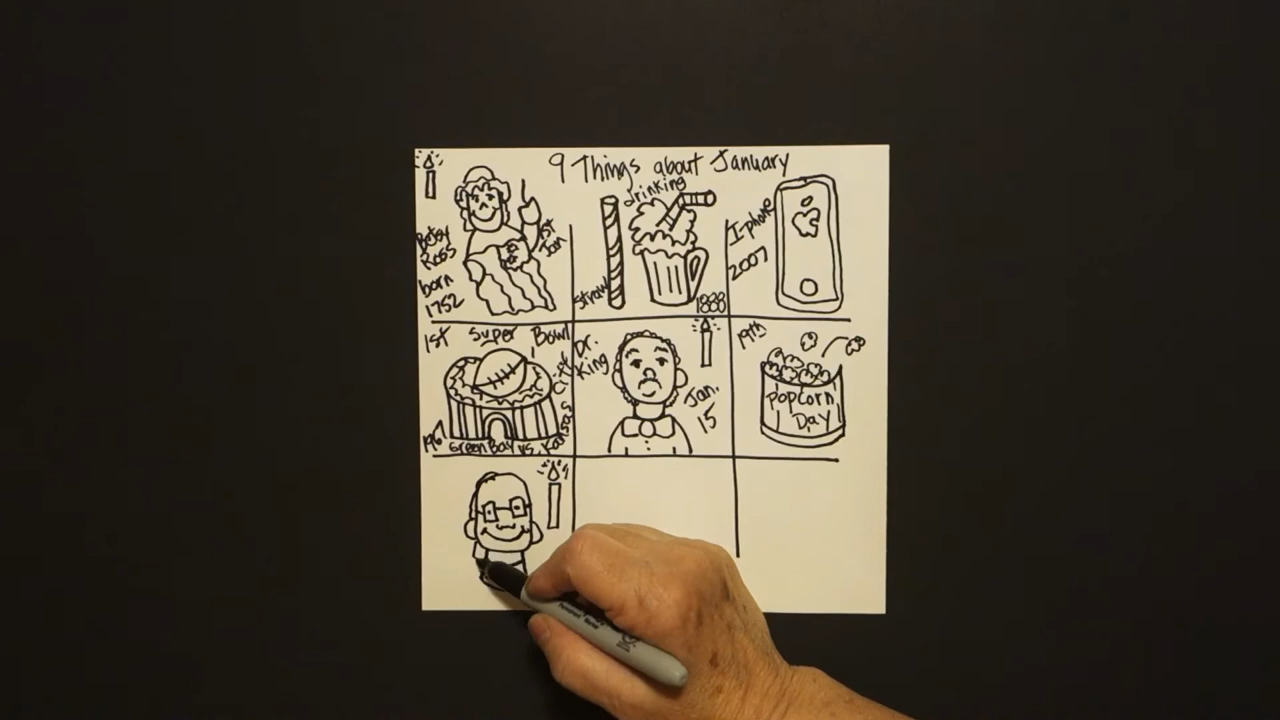 9 Things about January
Betsy
Ross
born
1752
1st
Jan
drinking
straw
1888
I-phone
2007
1st Super Bowl
1967 Green Bay vs. Kansas City
Dr.
King
Jan.
15
19th
Popcorn
Day